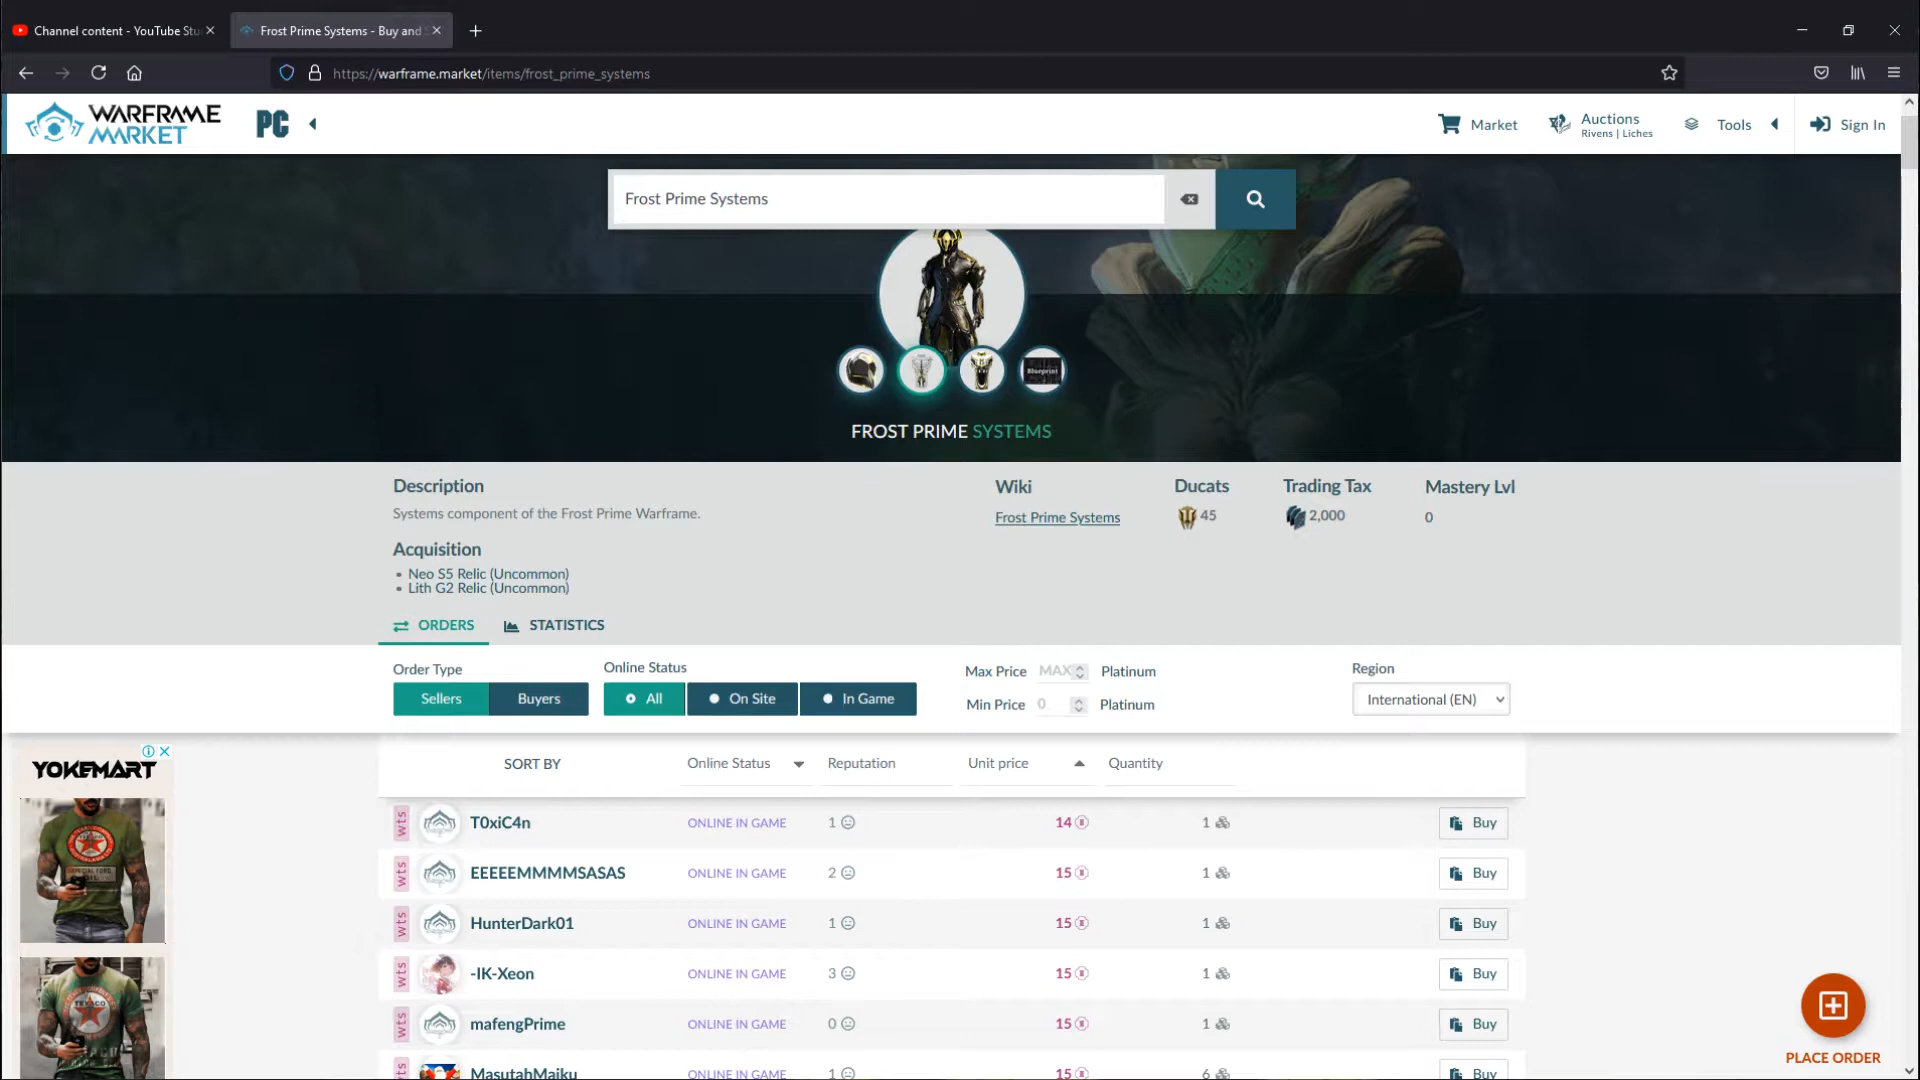 Channel content - YouTube Stu
Frost Prime Systems - Buy and S
https://warframe.market/items/frost_prime_systems
WARFRAME MARKET
PC
Market
Auctions
Rivens | Liches
Tools
Sign In
Frost Prime Systems
Blueprint
FROST PRIME SYSTEMS
Description
Systems component of the Frost Prime Warframe.
Wiki
Frost Prime Systems
Ducats
45
Trading Tax
2,000
Mastery Lvl
0
Acquisition
• Neo S5 Relic (Uncommon)
• Lith G2 Relic (Uncommon)
ORDERS
STATISTICS
Order Type
Sellers
Buyers
Online Status
All
On Site
In Game
Max Price MAX Platinum
Min Price 0 Platinum
Region
International (EN)
YOKEMART
SORT BY Online Status Reputation Unit price Quantity
wts T0xiC4n ONLINE IN GAME 1 14 1 Buy
wts EEEEEMMMMSASAS ONLINE IN GAME 2 15 1 Buy
wts HunterDark01 ONLINE IN GAME 1 15 1 Buy
wts -IK-Xeon ONLINE IN GAME 3 15 1 Buy
wts mafengPrime ONLINE IN GAME 0 15 1 Buy
wts MasutahMaiku ONLINE IN GAME 1 15 6 Buy
TEXACO
PLACE ORDER